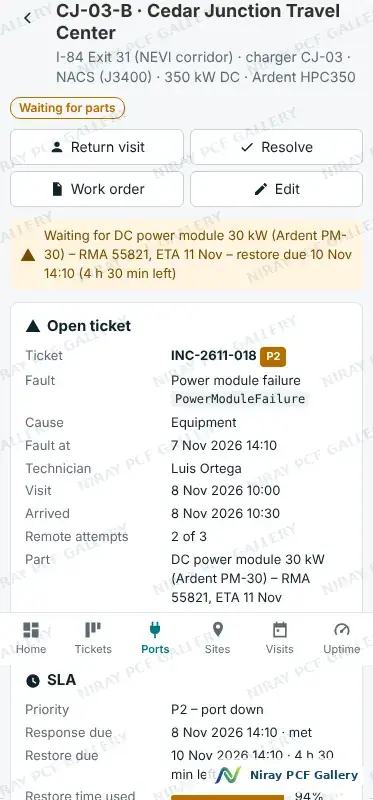 CJ-03-B · Cedar Junction Travel
Center
I-84 Exit 31 (NEVI corridor) · charger CJ-03 ·
NACS (J3400) · 350 kW DC · Ardent HPC350
Waiting for parts
Return visit
Resolve
Work order
Edit
Waiting for DC power module 30 kW (Ardent PM-
30) – RMA 55821, ETA 11 Nov – restore due 10 Nov
14:10 (4 h 30 min left)
Open ticket
Ticket INC-2611-018 P2
Fault Power module failure
PowerModuleFailure
Cause Equipment
Fault at 7 Nov 2026 14:10
Technician Luis Ortega
Visit 8 Nov 2026 10:00
Arrived 8 Nov 2026 10:30
Remote attempts 2 of 3
Part DC power module 30 kW
(Ardent PM-30) – RMA
55821, ETA 11 Nov
Home Tickets Ports Sites Visits Uptime
SLA
Priority P2 – port down
Response due 8 Nov 2026 14:10 · met
Restore due 10 Nov 2026 14:10 · 4 h 30
min left
Niray PCF Gallery
Restore time used 94%
NIRAY PCF GALLERY